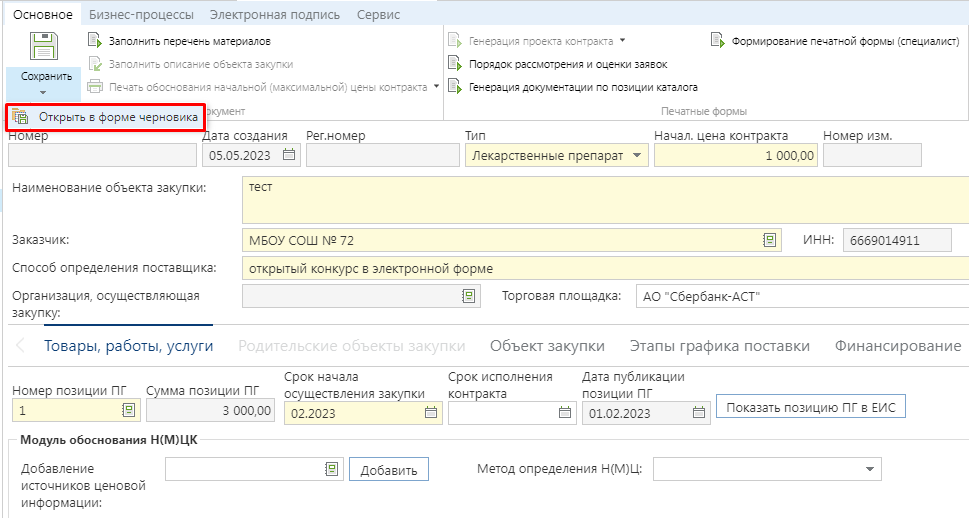 Основное Бизнес-процессы Электронная подпись Сервис
Сохранить
Заполнить перечень материалов
Заполнить описание объекта закупки
Печать обоснования начальной (максимальной) цены контракта
Открыть в форме черновика
Генерация проекта контракта
Порядок рассмотрения и оценки заявок
Генерация документации по позиции каталога
Формирование печатной формы (специалист)
Печатные формы
Номер Дата создания Рег.номер Тип Начал. цена контракта Номер изм.
05.05.2023 Лекарственные препарат 1 000,00
Наименование объекта закупки: тест
Заказчик: МБОУ СОШ № 72 ИНН: 6669014911
Способ определения поставщика: открытый конкурс в электронной форме
Организация, осуществляющая
закупку:
Торговая площадка: АО "Сбербанк-АСТ"
Товары, работы, услуги Родительские объекты закупки Объект закупки Этапы графика поставки Финансирование
Номер позиции ПГ Сумма позиции ПГ
Срок начала
осуществления закупки
Срок исполнения
контракта
Дата публикации
позиции ПГ
1 3 000,00 02.2023 01.02.2023 Показать позицию ПГ в ЕИС
Модуль обоснования Н(М)ЦК
Добавление
источников ценовой
информации:
Добавить Метод определения Н(М)Ц: